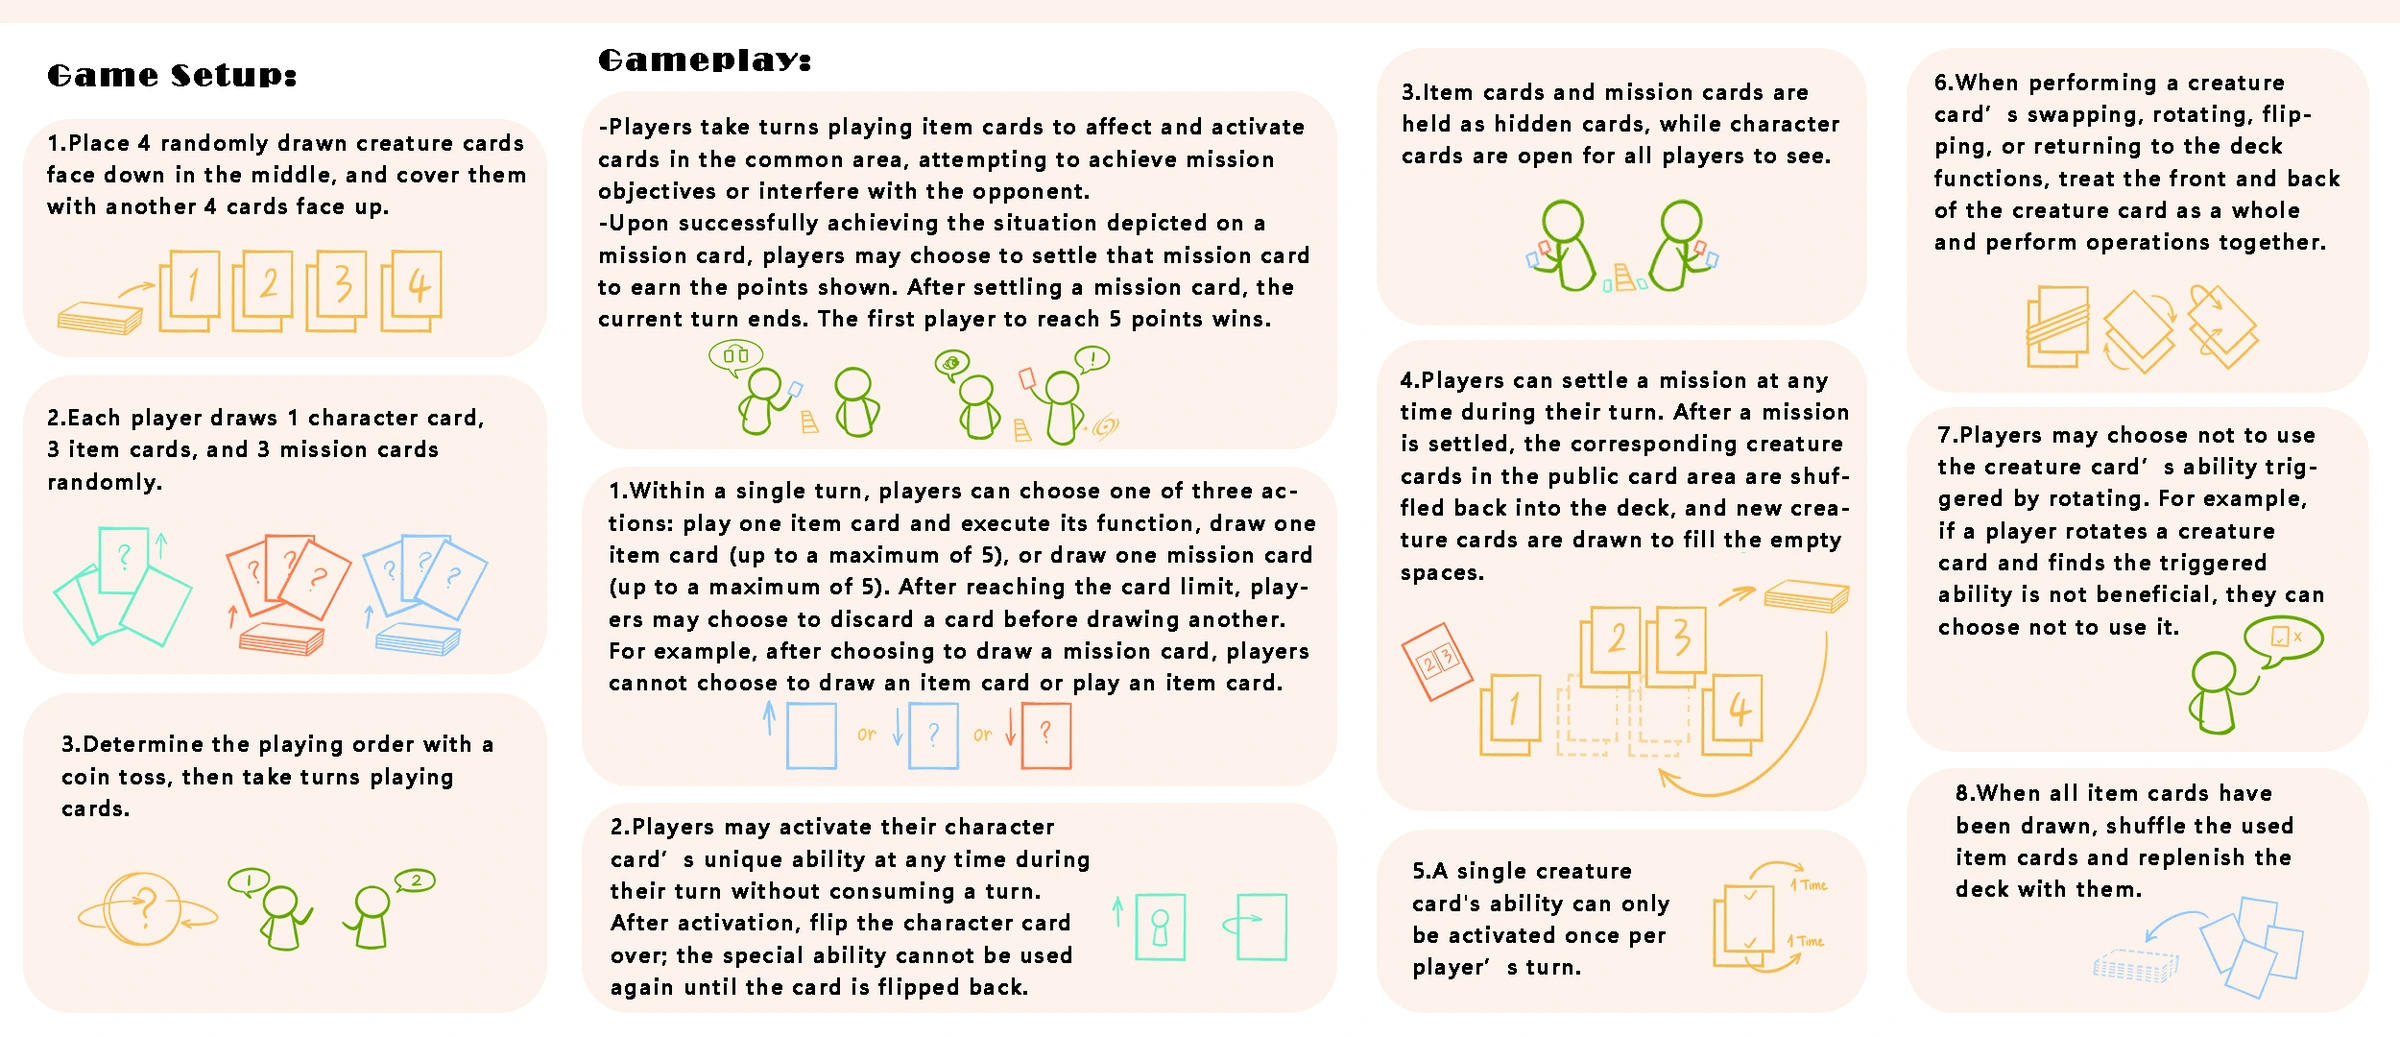 Game Setup:
1.Place 4 randomly drawn creature cards
face down in the middle, and cover them
with another 4 cards face up.
1 2 3 4
2.Each player draws 1 character card,
3 item cards, and 3 mission cards
randomly.
? ? ? ? ? ? ?
3.Determine the playing order with a
coin toss, then take turns playing
cards.
? 1 2
Gameplay:
-Players take turns playing item cards to affect and activate
cards in the common area, attempting to achieve mission
objectives or interfere with the opponent.
-Upon successfully achieving the situation depicted on a
mission card, players may choose to settle that mission card
to earn the points shown. After settling a mission card, the
current turn ends. The first player to reach 5 points wins.
!
1.Within a single turn, players can choose one of three ac-
tions: play one item card and execute its function, draw one
item card (up to a maximum of 5), or draw one mission card
(up to a maximum of 5). After reaching the card limit, play-
ers may choose to discard a card before drawing another.
For example, after choosing to draw a mission card, players
cannot choose to draw an item card or play an item card.
or ? or ?
2.Players may activate their character
card’ s unique ability at any time during
their turn without consuming a turn.
After activation, flip the character card
over; the special ability cannot be used
again until the card is flipped back.
3.Item cards and mission cards are
held as hidden cards, while character
cards are open for all players to see.
4.Players can settle a mission at any
time during their turn. After a mission
is settled, the corresponding creature
cards in the public card area are shuf-
fled back into the deck, and new crea-
ture cards are drawn to fill the empty
spaces.
2 3
2 3
1 4
5.A single creature
card's ability can only
be activated once per
player’ s turn.
1 Time
1 Time
6.When performing a creature
card’ s swapping, rotating, flip-
ping, or returning to the deck
functions, treat the front and back
of the creature card as a whole
and perform operations together.
7.Players may choose not to use
the creature card’ s ability trig-
gered by rotating. For example,
if a player rotates a creature
card and finds the triggered
ability is not beneficial, they can
choose not to use it.
x
8.When all item cards have
been drawn, shuffle the used
item cards and replenish the
deck with them.